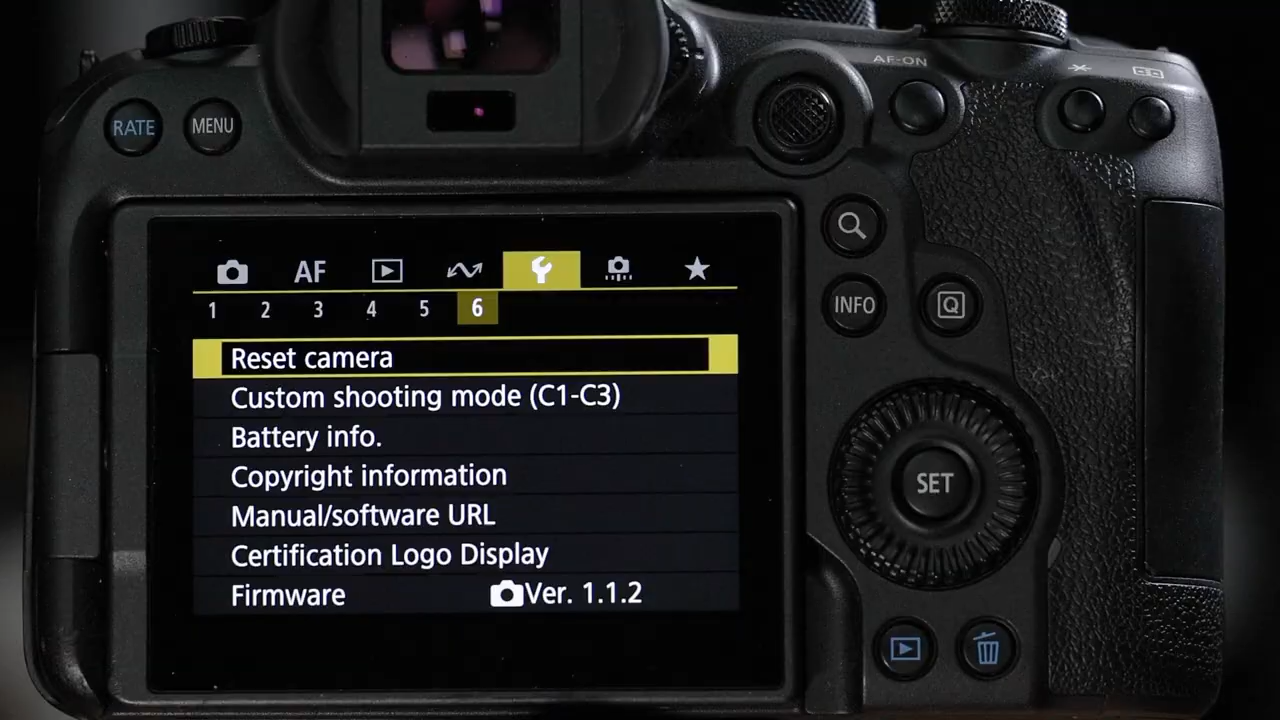 AF-ON
RATE
MENU
AF
1 2 3 4 5 6
INFO
Q
Reset camera
Custom shooting mode (C1-C3)
Battery info.
Copyright information
SET
Manual/software URL
Certification Logo Display
Firmware Ver. 1.1.2